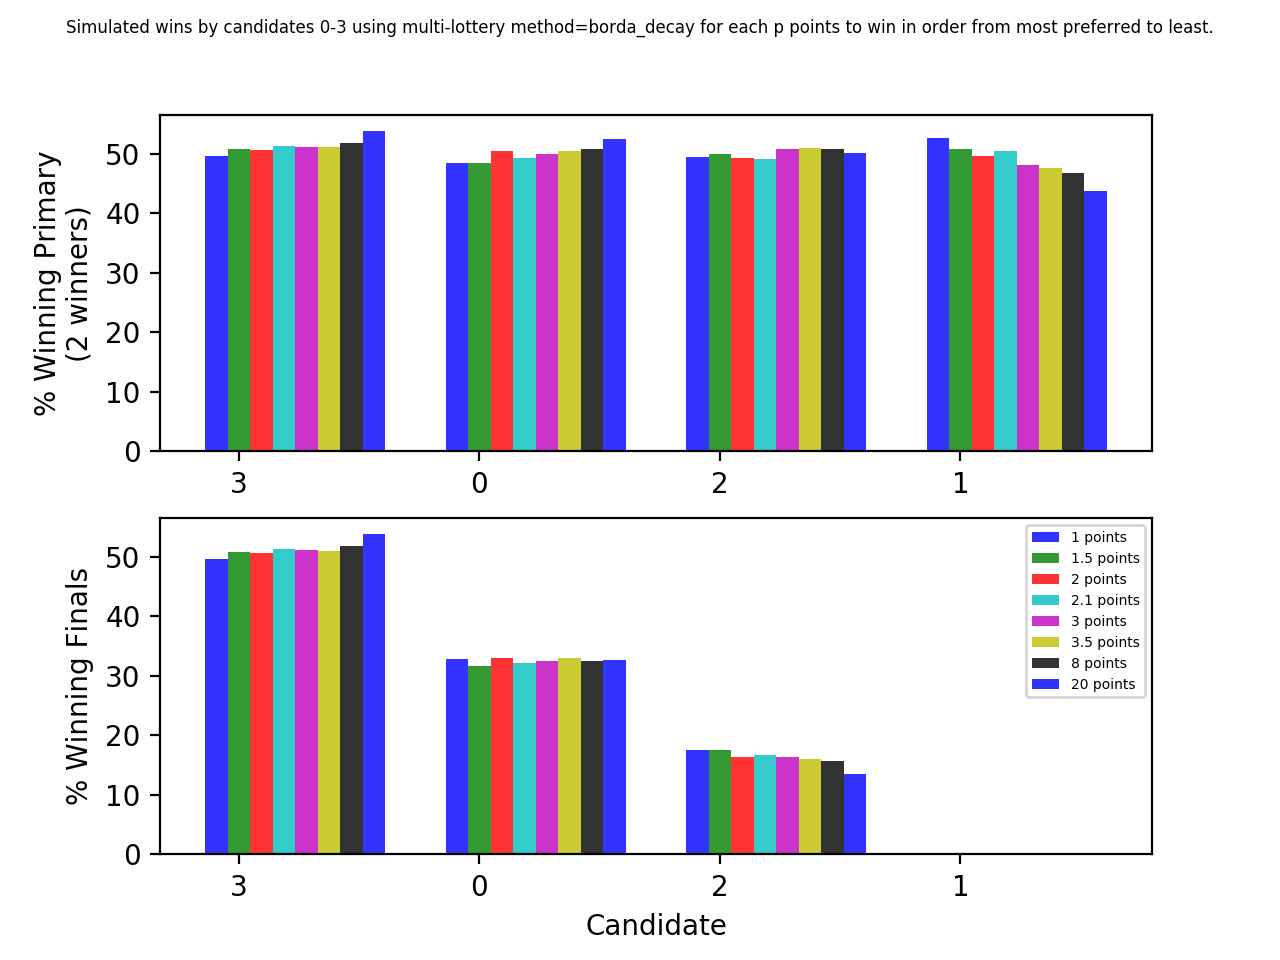 Simulated wins by candidates 0-3 using multi-lottery method=borda_decay for each p points to win in order from most preferred to least.
% Winning Primary
(2 winners)
50
40
30
20
10
0
3 0 2 1
% Winning Finals
50
40
30
20
10
0
1 points
1.5 points
2 points
2.1 points
3 points
3.5 points
8 points
20 points
3 0 2 1
Candidate